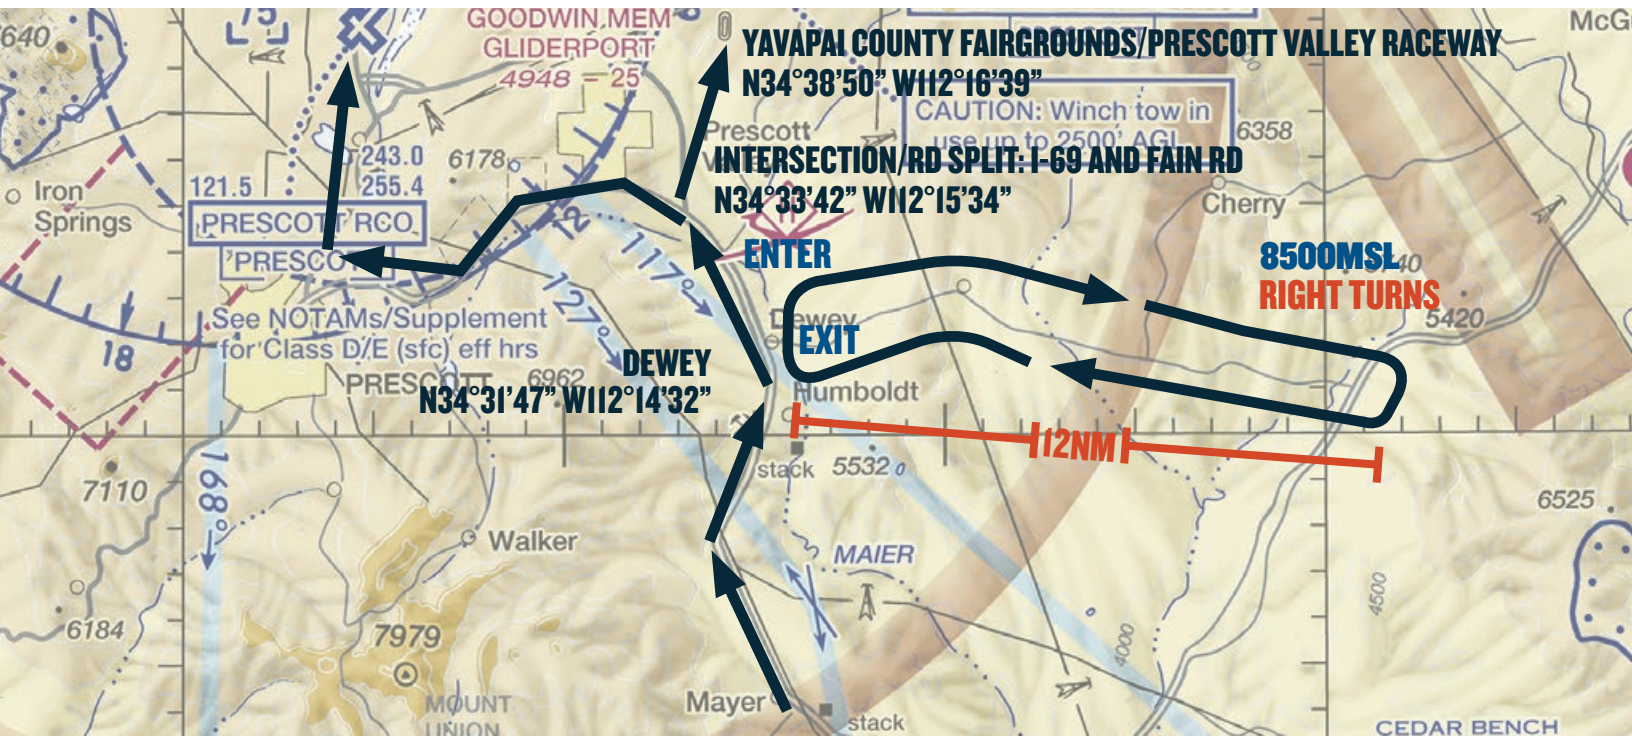 75
640
GOODWIN MEM
GLIDERPORT
4948 - 25
McG
YAVAPAL COUNTY FAIRGROUNDS/PRESCOTT VALLEY RACEWAY
N34°38'50" W112°16'39"
CAUTION: Winch tow in
use up to 2500' AGL
6358
Prescott
INTERSECTION/RD SPLIT: I-69 AND FAIN RD
N34°33'42" W112°15'34"
243.0
121.5 255.4
6178
Iron
Springs
PRESCOTT RCO
PRESCOT
Cherry
12
117°
127°
ENTER
8500MSL
RIGHT TURNS
5420
See NOTAMs/Supplement
for Class D/E (sfc) eff hrs
18
Dewey
EXIT
DEWEY
N34°31'47" W112°14'32"
PRESCOTT
6962
Humboldt
12NM
168°
stack
5532
7110
6525
Walker
MAIER
4500
4000
6184
7979
MOUNT
UNION
Mayer
stack
CEDAR BENCH